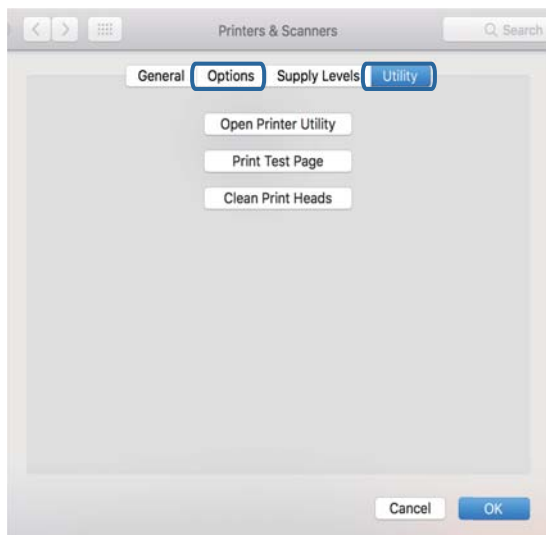 Printers & Scanners Search
General Options Supply Levels Utility
Open Printer Utility
Print Test Page
Clean Print Heads
Cancel OK